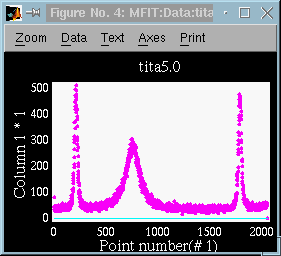 Figure No. 4: MFIT:Data:tita
Zoom Data Text Axes Print
tita5.0
Column 1 * 1
500
400
300
200
100
0
0 500 1000 1500 2000
Point number(# 1)